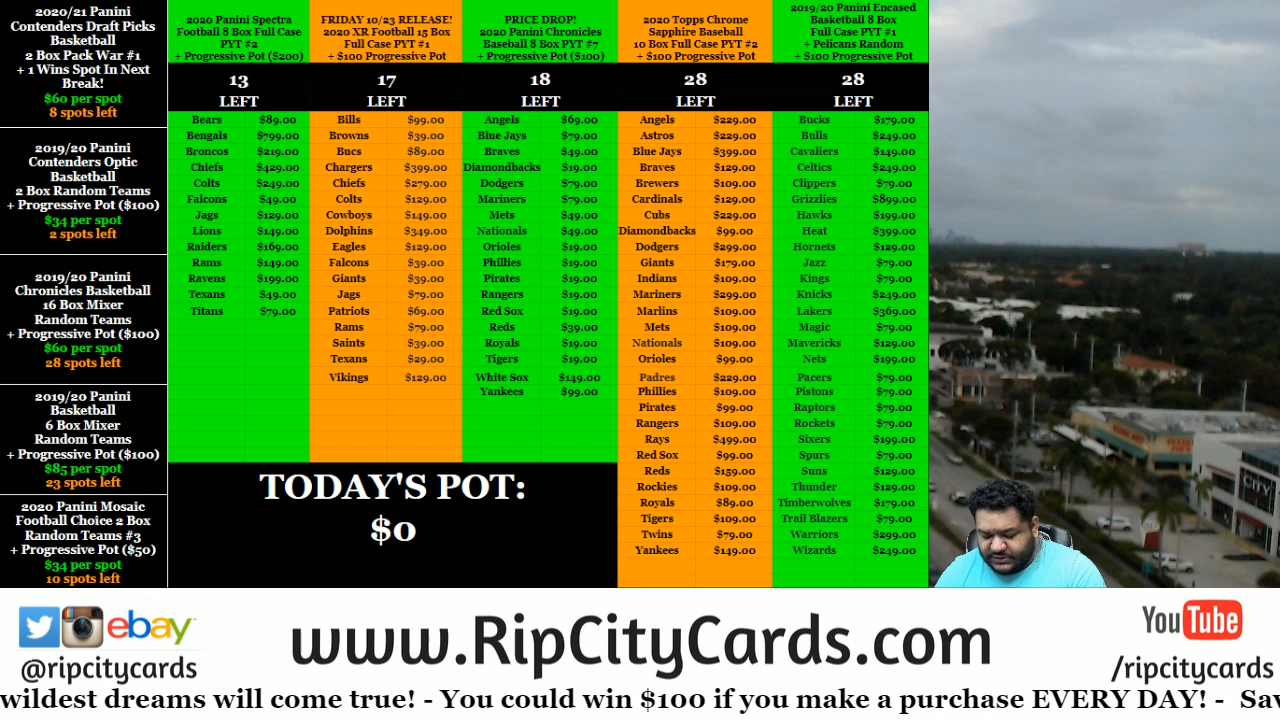 2020/21 Panini
Contenders Draft Picks
Basketball
2 Box Pack War #1
+ 1 Wins Spot In Next
Break!
$60 per spot
8 spots left
2019/20 Panini
Contenders Optic
Basketball
2 Box Random Teams
+ Progressive Pot ($100)
$34 per spot
2 spots left
2019/20 Panini
Chronicles Basketball
16 Box Mixer
Random Teams
+ Progressive Pot ($100)
$60 per spot
28 spots left
2019/20 Panini
Basketball
6 Box Mixer
Random Teams
+ Progressive Pot ($100)
$85 per spot
23 spots left
2020 Panini Mosaic
Football Choice 2 Box
Random Teams #3
+ Progressive Pot ($50)
$34 per spot
10 spots left
2020 Panini Spectra
Football 8 Box Full Case
PYT #2
+ Progressive Pot ($200)
13
LEFT
Bears $89.00
Bengals $799.00
Broncos $219.00
Chiefs $429.00
Colts $249.00
Falcons $49.00
Jags $129.00
Lions $149.00
Raiders $169.00
Rams $149.00
Ravens $199.00
Texans $49.00
Titans $79.00
FRIDAY 10/23 RELEASE!
2020 XR Football 15 Box
Full Case PYT #1
+ $100 Progressive Pot
17
LEFT
Bills $99.00
Browns $39.00
Bucs $89.00
Chargers $399.00
Chiefs $279.00
Colts $129.00
Cowboys $149.00
Dolphins $349.00
Eagles $129.00
Falcons $39.00
Giants $39.00
Jags $79.00
Patriots $69.00
Rams $79.00
Saints $39.00
Texans $29.00
Vikings $129.00
PRICE DROP!
2020 Panini Chronicles
Baseball 8 Box PYT #7
+ Progressive Pot ($100)
18
LEFT
Angels $69.00
Blue Jays $79.00
Braves $49.00
Diamondbacks $19.00
Dodgers $79.00
Mariners $79.00
Mets $49.00
Nationals $49.00
Orioles $19.00
Phillies $19.00
Pirates $19.00
Rangers $19.00
Red Sox $19.00
Reds $39.00
Royals $19.00
Tigers $19.00
White Sox $149.00
Yankees $99.00
2020 Topps Chrome
Sapphire Baseball
10 Box Full Case PYT #2
+ $100 Progressive Pot
28
LEFT
Angels $229.00
Astros $229.00
Blue Jays $399.00
Braves $129.00
Brewers $109.00
Cardinals $129.00
Cubs $229.00
Diamondbacks $99.00
Dodgers $299.00
Giants $179.00
Indians $109.00
Mariners $299.00
Marlins $109.00
Mets $109.00
Nationals $109.00
Orioles $99.00
Padres $229.00
Phillies $109.00
Pirates $99.00
Rangers $109.00
Rays $499.00
Red Sox $99.00
Reds $159.00
Rockies $109.00
Royals $89.00
Tigers $109.00
Twins $79.00
Yankees $149.00
2019/20 Panini Encased
Basketball 8 Box
Full Case PYT #1
+ Pelicans Random
+ $100 Progressive Pot
28
LEFT
Bucks $179.00
Bulls $249.00
Cavaliers $149.00
Celtics $249.00
Clippers $79.00
Grizzlies $899.00
Hawks $199.00
Heat $399.00
Hornets $129.00
Jazz $79.00
Kings $79.00
Knicks $249.00
Lakers $369.00
Magic $79.00
Mavericks $129.00
Nets $199.00
Pacers $79.00
Pistons $79.00
Raptors $79.00
Rockets $79.00
Sixers $199.00
Spurs $79.00
Suns $129.00
Thunder $129.00
Timberwolves $179.00
Trail Blazers $79.00
Warriors $299.00
Wizards $249.00
TODAY'S POT:
$0
CITY
ebay
@ripcitycards
www.RipCityCards.com
YouTube
/ripcitycards
wildest dreams will come true! - You could win $100 if you make a purchase EVERY DAY! - Sav